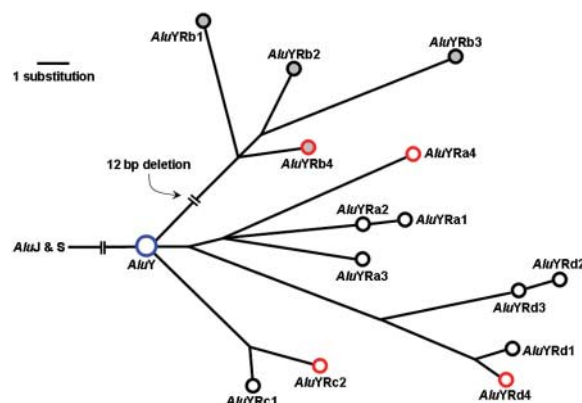 AluYRb1
AluYRb2
AluYRb3
1 substitution
AluYRb4
AluYRa4
12 bp deletion
AluYRa2
AluYRa1
AluJ & S
AluY
AluYRa3
AluYRd2
AluYRd3
AluYRd1
AluYRc2
AluYRd4
AluYRc1